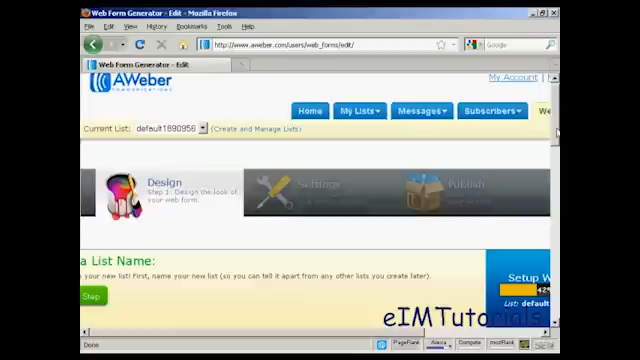 Web Form Generator - Edit - Mozilla Firefox
File Edit View History Bookmarks Tools Help
http://www.aweber.com/users/web_forms/edit/
Google
Web Form Generator - Edit
AWeber
COMMUNICATIONS
My Account
Home My Lists Messages Subscribers We
Current List: default1890956 (Create and Manage Lists)
Design Settings Publish
Step 1: Design the look of
your web form.
a List Name:
e your new list! First, name your new list (so you can tell it apart from any other lists you create later).
Setup W
Step
42%
List: default
eIMTutorials
Done PageRank Alexa Compete mozRank